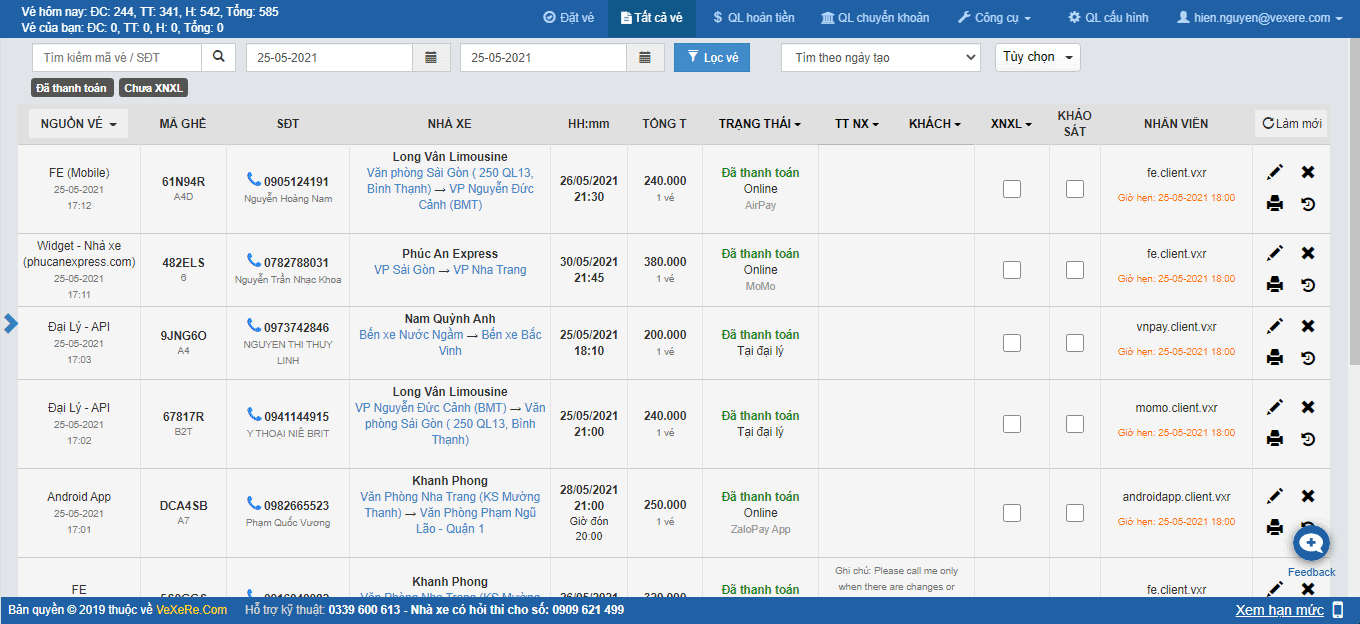 Vé hôm nay: ĐC: 244, TT: 341, H: 542, Tổng: 585
Vé của bạn: ĐC: 0, TT: 0, H: 0, Tổng: 0
Đặt vé
Tất cả vé
$ QL hoàn tiền
QL chuyển khoản
Công cụ
QL cấu hình
hien.nguyen@vexere.com
Tìm kiếm mã vé / SĐT
25-05-2021
25-05-2021
Lọc vé
Tìm theo ngày tạo
Tùy chọn
Đã thanh toán
Chưa XNXL
NGUỒN VÉ
MÃ GHẾ
SĐT
NHÀ XE
HH:mm
TỔNG T
TRẠNG THÁI
TT NX
KHÁCH
XNXL
KHẢO
SÁT
NHÂN VIÊN
Làm mới
FE (Mobile)
25-05-2021
17:12
61N94R
A4D
0905124191
Nguyễn Hoàng Nam
Long Vân Limousine
Văn phòng Sài Gòn ( 250 QL13,
Bình Thạnh) → VP Nguyễn Đức
Cảnh (BMT)
26/05/2021
21:30
240.000
1 vé
Đã thanh toán
Online
AirPay
fe.client.vxr
Giờ hẹn: 25-05-2021 18:00
Widget - Nhà xe
(phucanexpress.com)
25-05-2021
17:11
482ELS
6
0782788031
Nguyễn Trần Nhạc Khoa
Phúc An Express
VP Sài Gòn → VP Nha Trang
30/05/2021
21:45
380.000
1 vé
Đã thanh toán
Online
MoMo
fe.client.vxr
Giờ hẹn: 25-05-2021 18:00
Đại Lý - API
25-05-2021
17:03
9JNG6O
A4
0973742846
NGUYEN THI THUY
LINH
Nam Quỳnh Anh
Bến xe Nước Ngầm → Bến xe Bắc
Vinh
25/05/2021
18:10
200.000
1 vé
Đã thanh toán
Tại đại lý
vnpay.client.vxr
Giờ hẹn: 25-05-2021 18:00
Đại Lý - API
25-05-2021
17:02
67817R
B2T
0941144915
Y THOẠI NIÊ BRIT
Long Vân Limousine
VP Nguyễn Đức Cảnh (BMT) → Văn
phòng Sài Gòn ( 250 QL13, Bình
Thạnh)
25/05/2021
21:00
240.000
1 vé
Đã thanh toán
Tại đại lý
momo.client.vxr
Giờ hẹn: 25-05-2021 18:00
Android App
25-05-2021
17:01
DCA4SB
A7
0982665523
Phạm Quốc Vương
Khanh Phong
Văn Phòng Nha Trang (KS Mường
Thanh) → Văn Phòng Phạm Ngũ
Lão - Quận 1
28/05/2021
21:00
Giờ đón
20:00
250.000
1 vé
Đã thanh toán
Online
ZaloPay App
androidapp.client.vxr
Giờ hẹn: 25-05-2021 18:00
Feedback
FE
Khanh Phong
Đã thanh toán
Ghi chú: Please call me only
when there are changes or
fe.client.vxr
Bản quyền © 2019 thuộc về VeXeRe.Com
Hỗ trợ kỹ thuật: 0339 600 613 - Nhà xe có hỏi thì cho số: 0909 621 499
Xem hạn mức